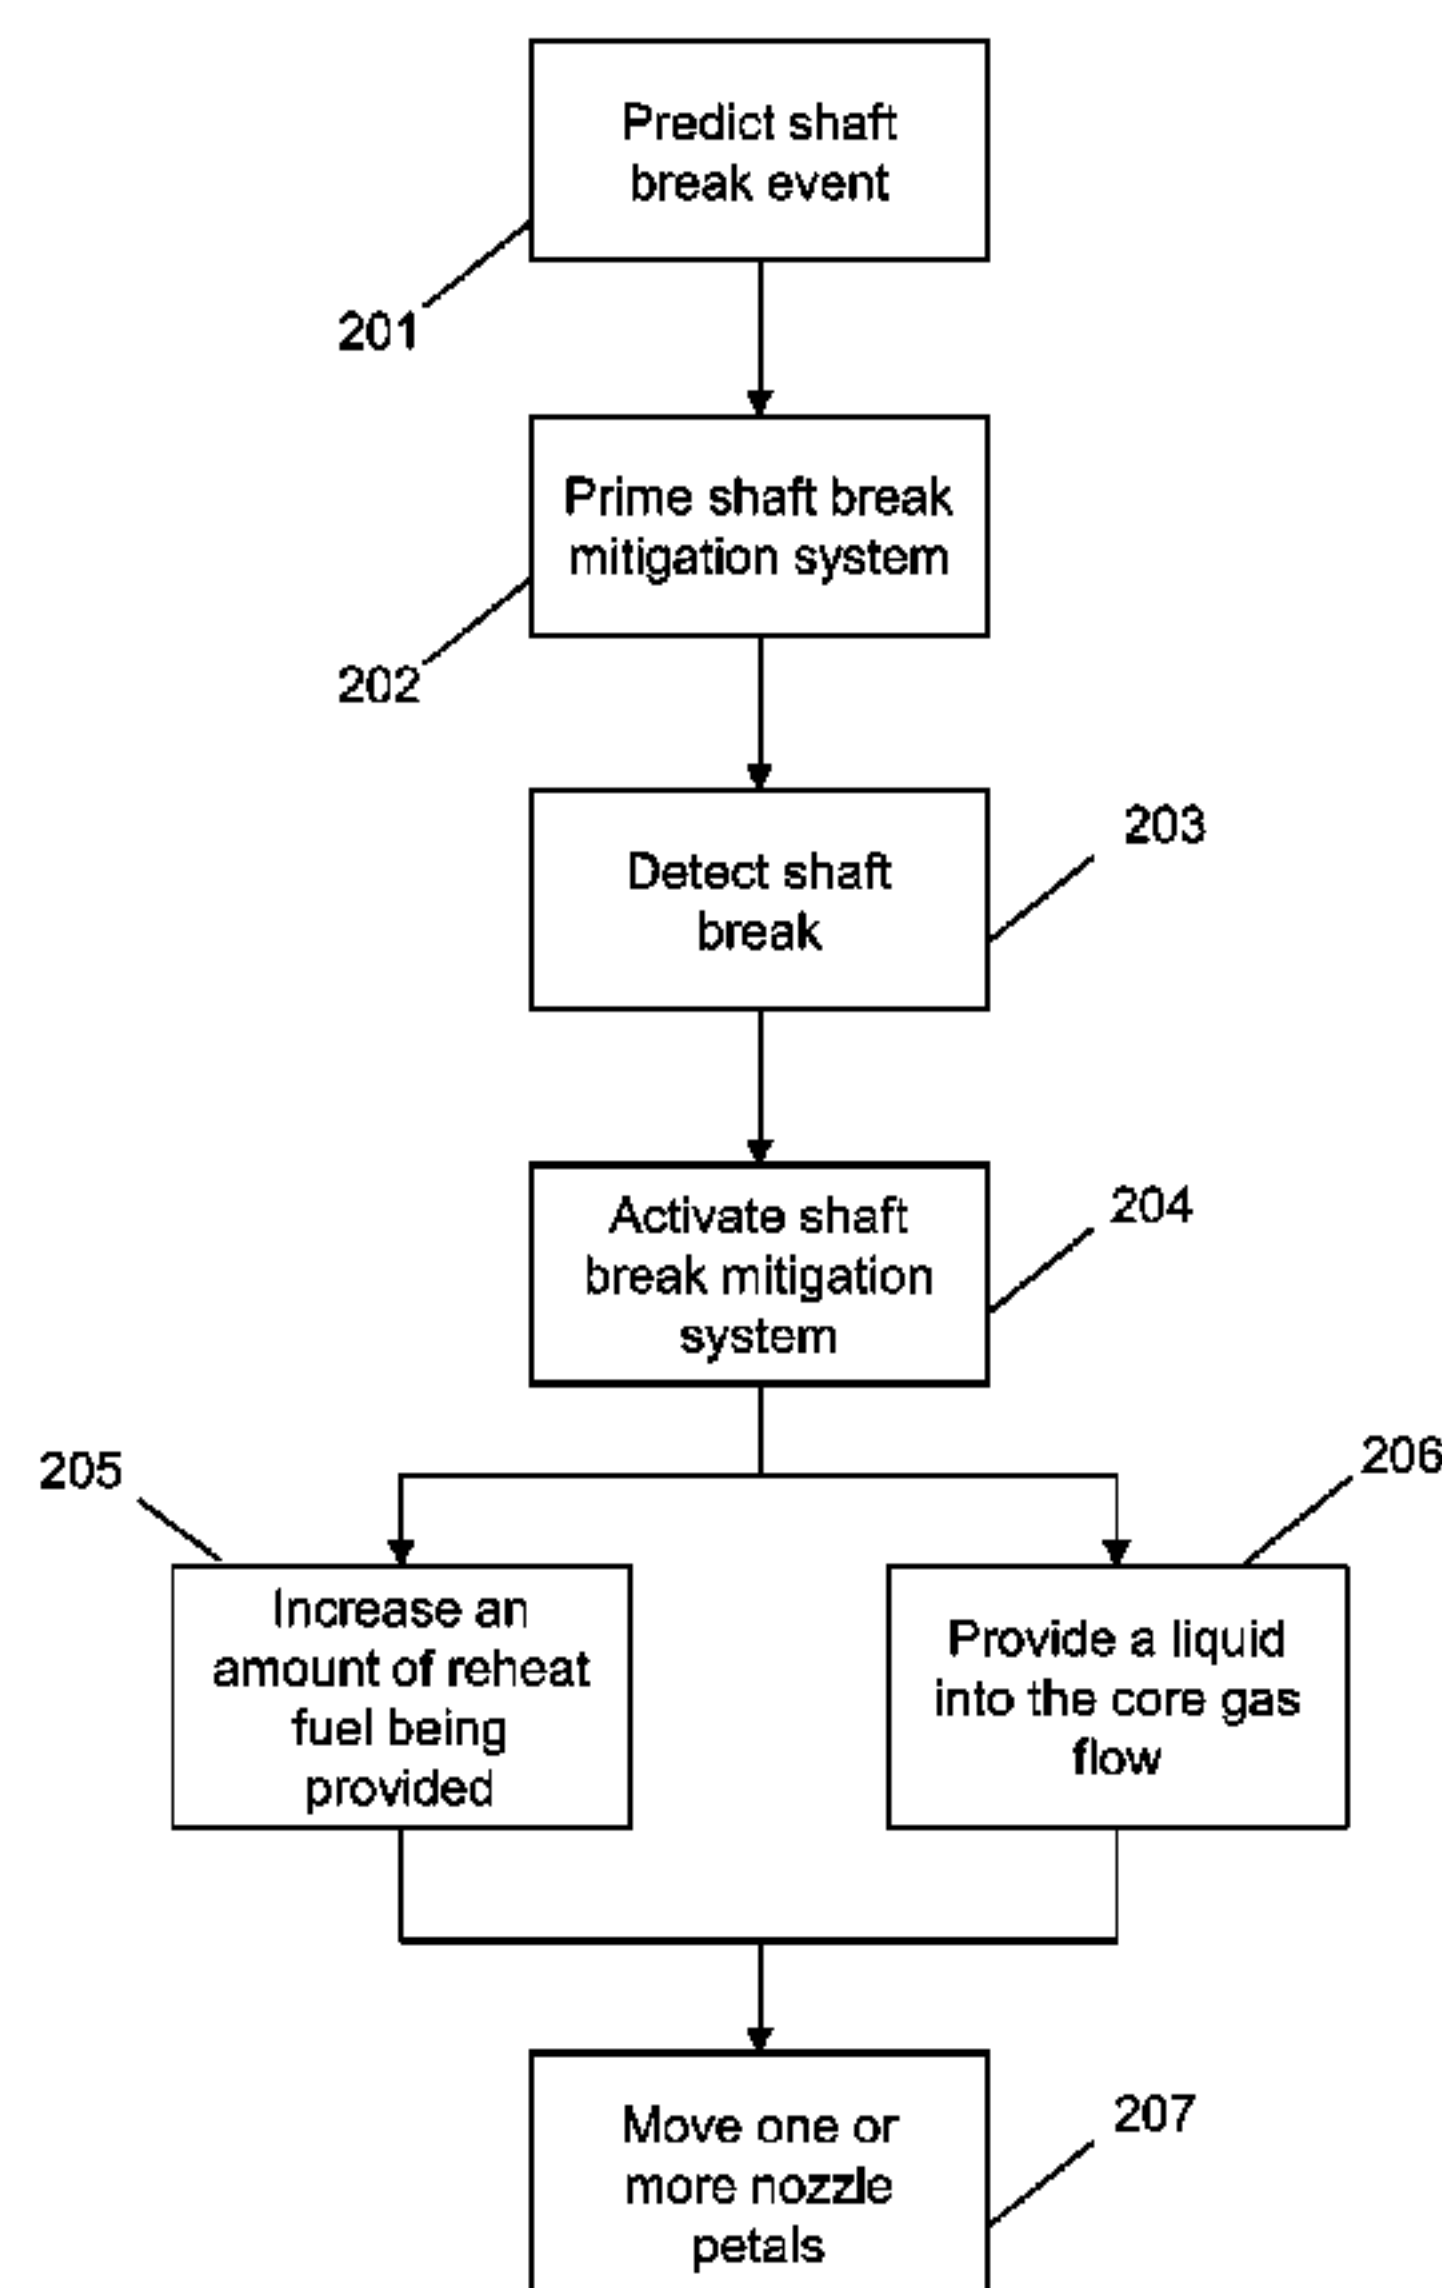 Predict shaft
break event
201
Prime shaft break
mitigation system
202
Detect shaft
break
203
Activate shaft
break mitigation
system
204
205
Increase an
amount of reheat
fuel being
provided
206
Provide a liquid
into the core gas
flow
Move one or
more nozzle
petals
207